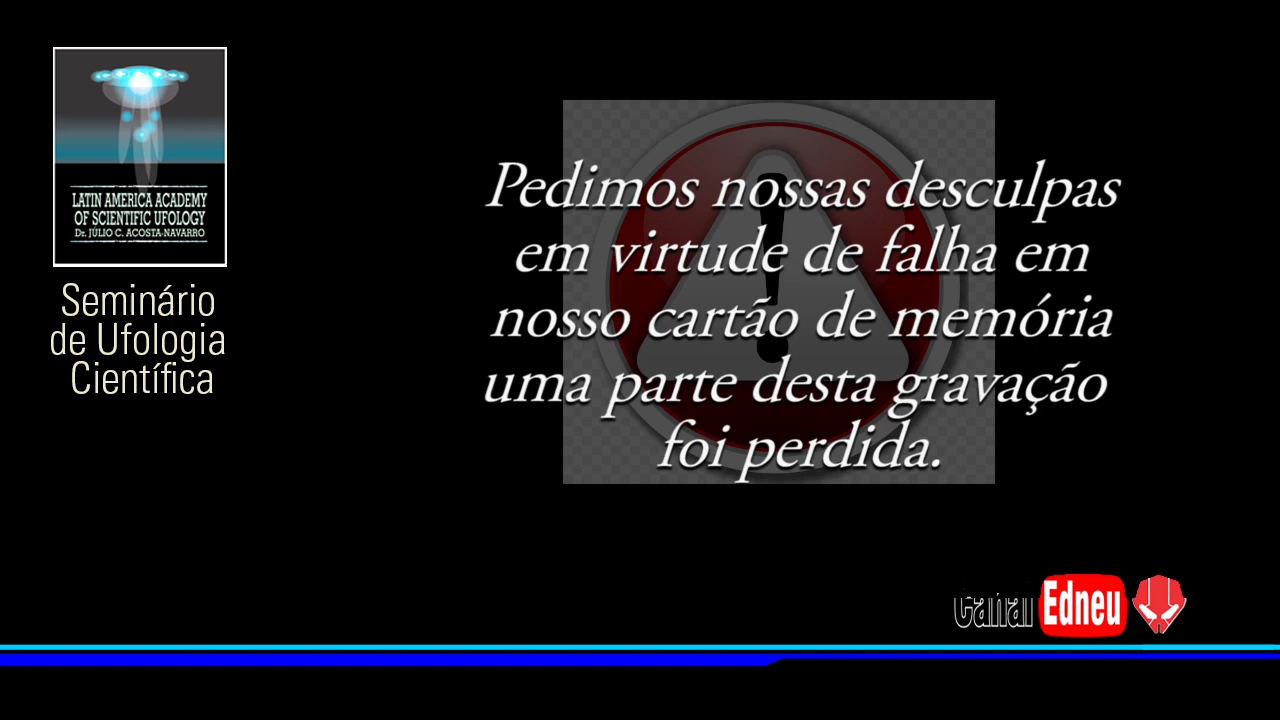 LATIN AMERICA ACADEMY
OF SCIENTIFIC UFOLOGY
Dr. JÚLIO C. ACOSTA-NAVARRO
Seminário
de Ufologia
Científica
Pedimos nossas desculpas
em virtude de falha em
nosso cartão de memória
uma parte desta gravação
foi perdida.
Canal Edneu